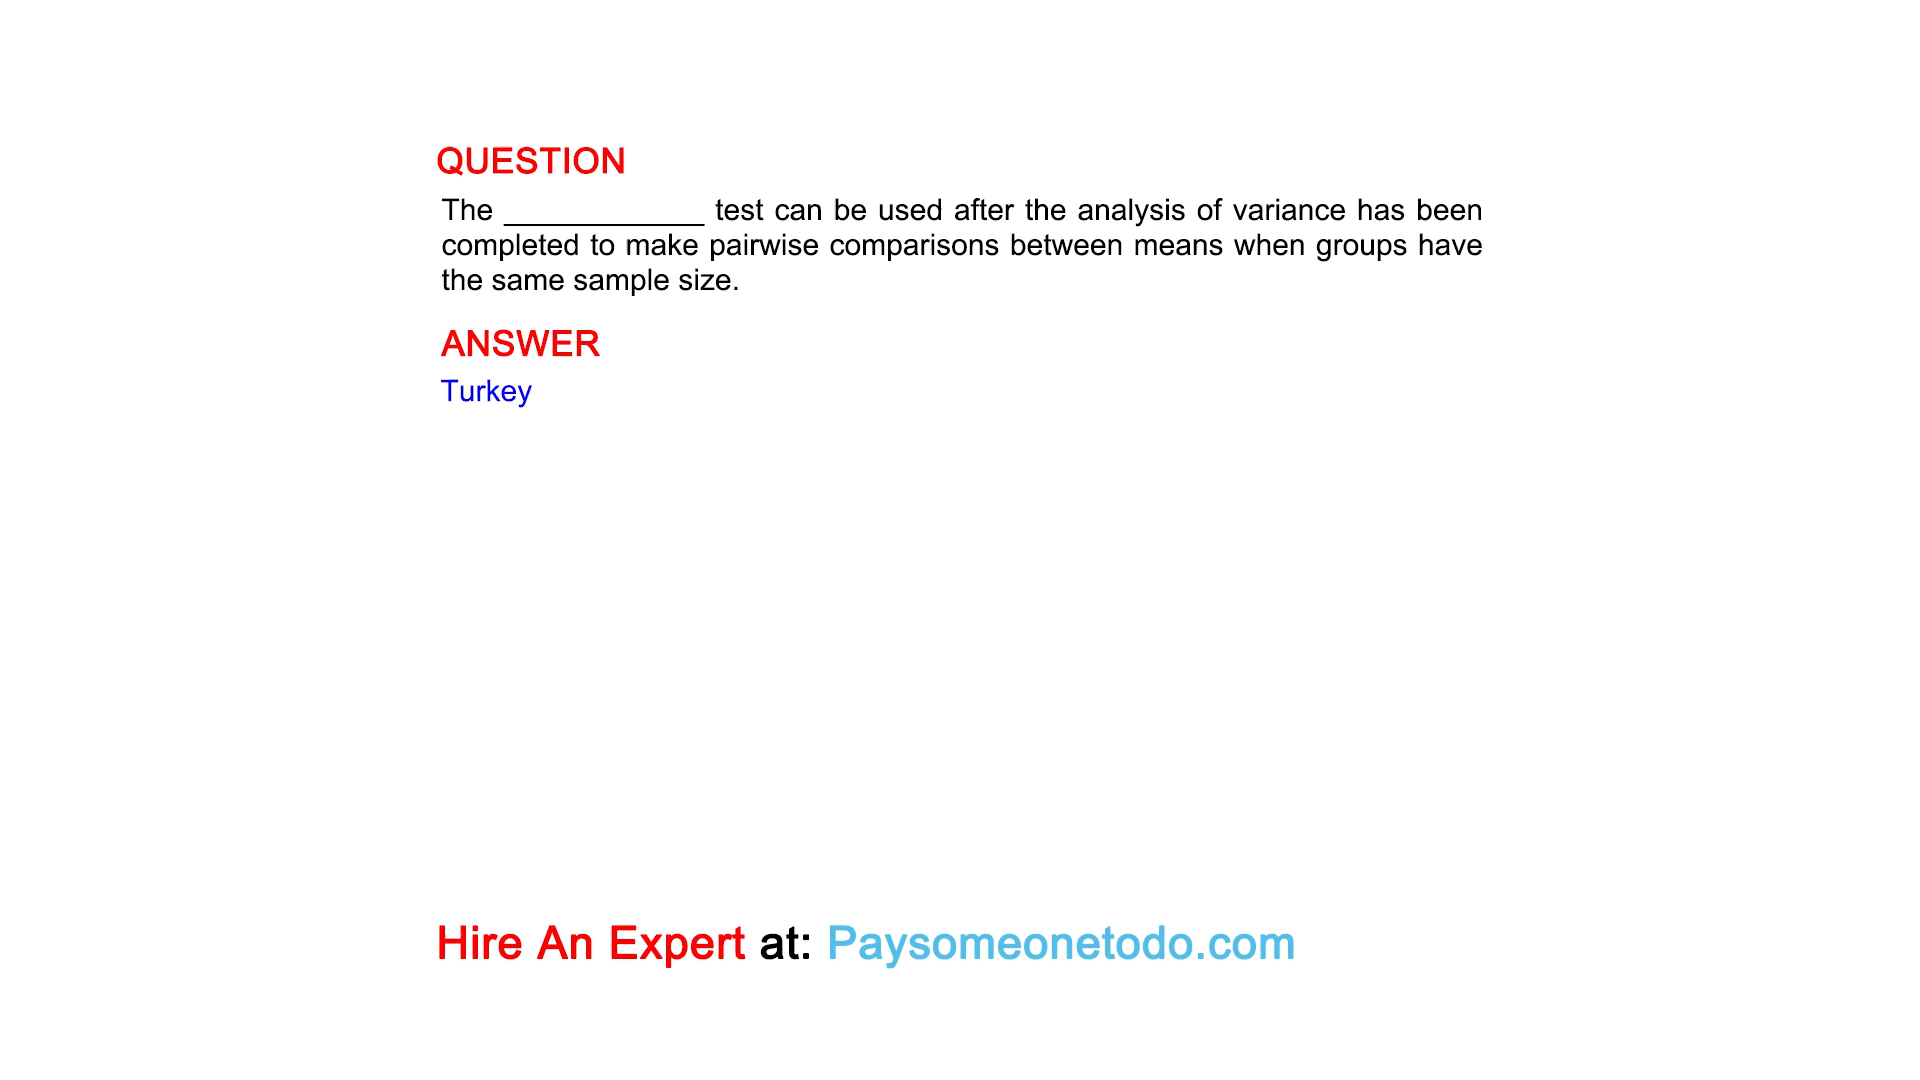 QUESTION
The ____________ test can be used after the analysis of variance has been
completed to make pairwise comparisons between means when groups have
the same sample size.
ANSWER
Turkey
Hire An Expert at: Paysomeonetodo.com